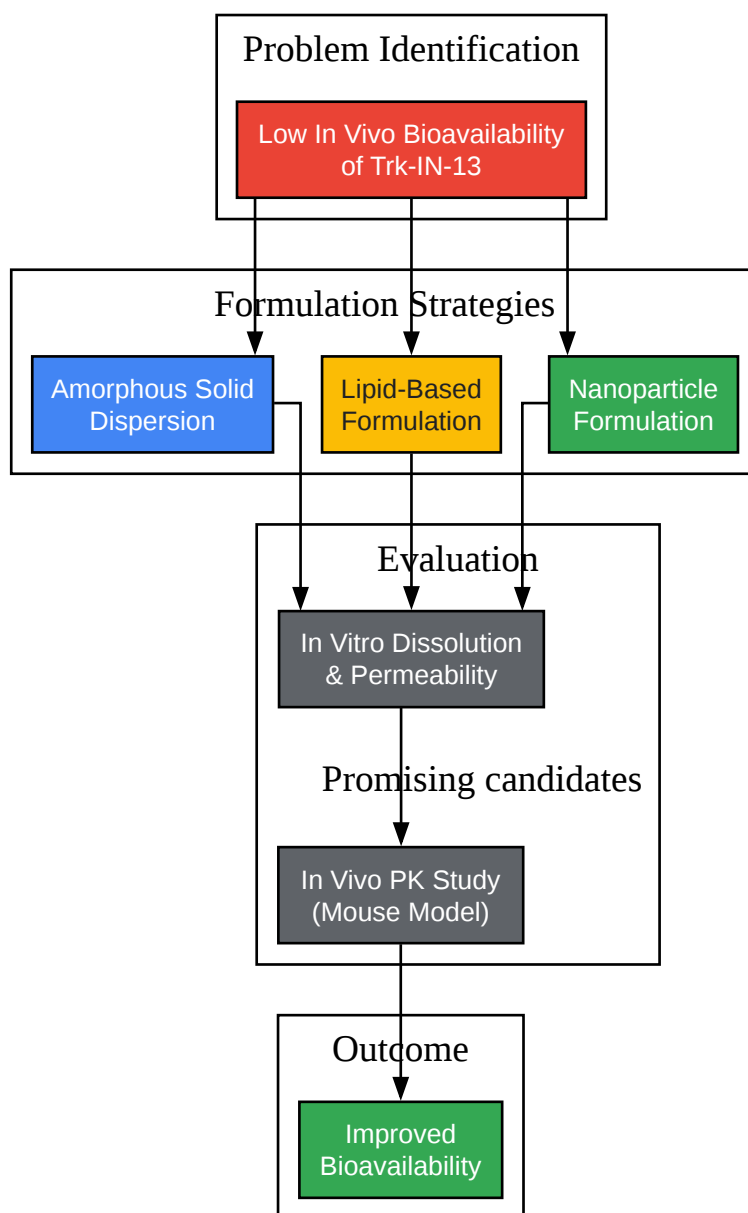 Problem Identification
Low In Vivo Bioavailability
of Trk-IN-13
Formulation Strategies
Amorphous Solid
Dispersion
Lipid-Based
Formulation
Nanoparticle
Formulation
Evaluation
In Vitro Dissolution
& Permeability
Promising candidates
In Vivo PK Study
(Mouse Model)
Outcome
Improved
Bioavailability